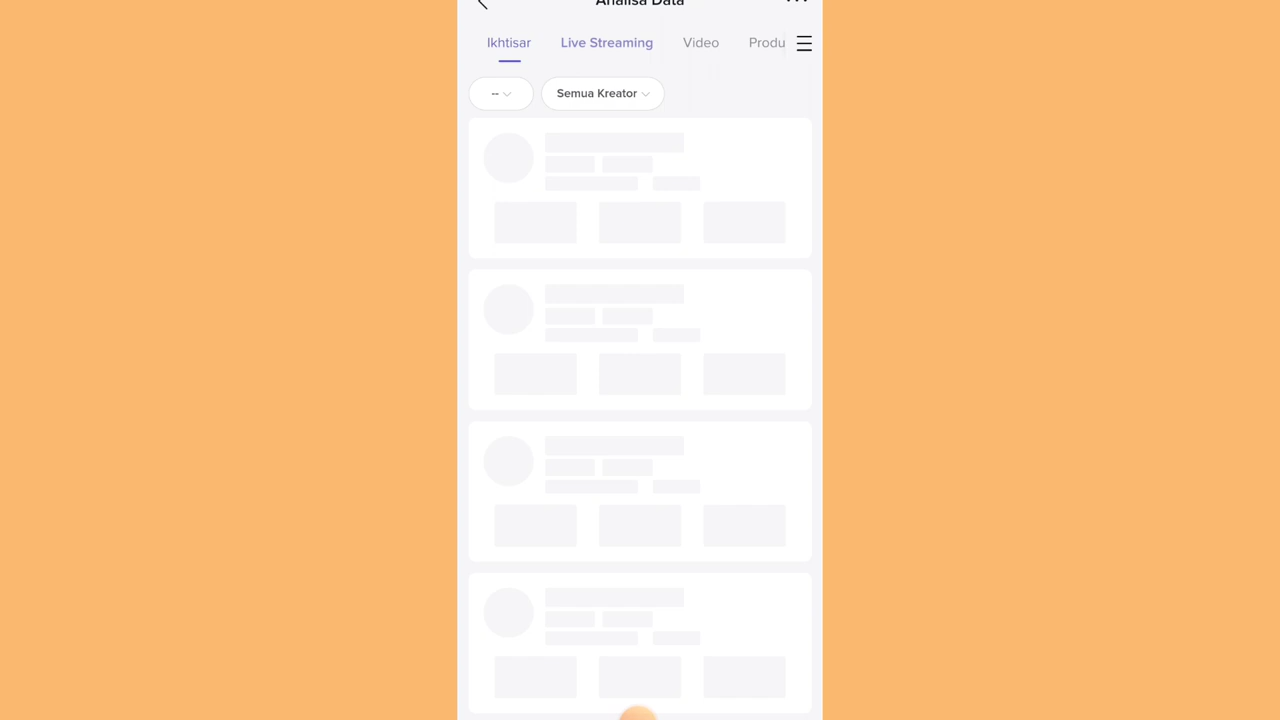 Analisa Data
Ikhtisar Live Streaming Video Produ
-- Semua Kreator